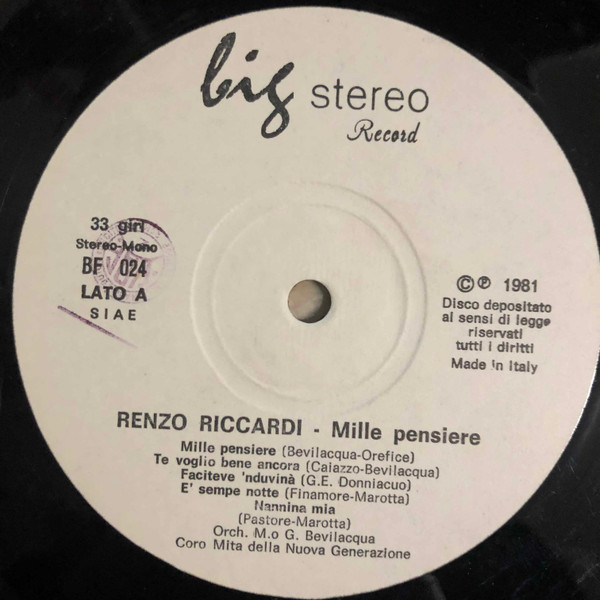 big stereo
Record
33 giri
Stereo-Mono
BF 024
LATO A
SIAE
© ℗ 1981
Disco depositato
ai sensi di legge
riservati
tutti i diritti
Made in Italy
RENZO RICCARDI - Mille pensiere
Mille pensiere (Bevilacqua-Orefice)
Te voglio bene ancora (Caiazzo-Bevilacqua)
Faciteve 'nduvinà (G.E. Donniacuo)
E' sempe notte (Finamore-Marotta)
Nannina mia
(Pastore-Marotta)
Orch. M.o G. Bevilacqua
Coro Mita della Nuova Generazione